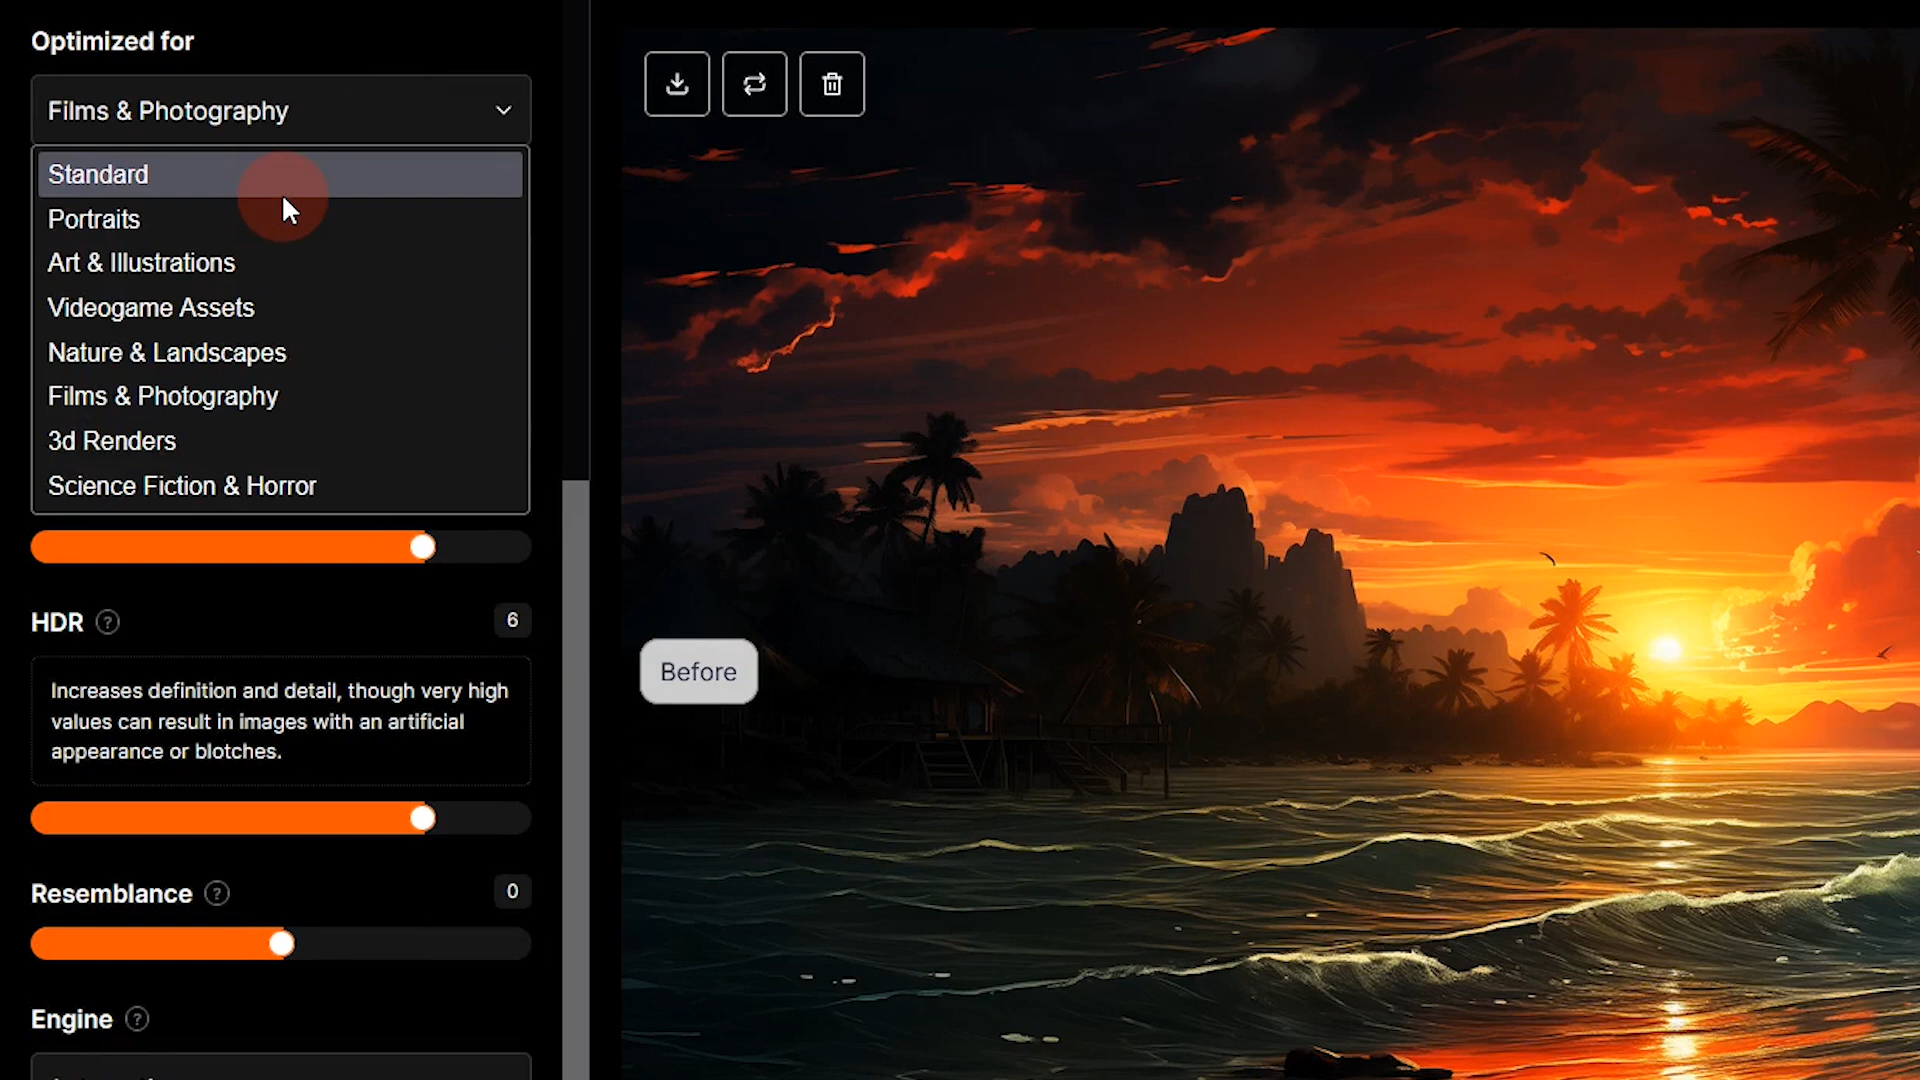 Optimized for
Films & Photography
Standard
Portraits
Art & Illustrations
Videogame Assets
Nature & Landscapes
Films & Photography
3d Renders
Science Fiction & Horror
HDR ? 6
Increases definition and detail, though very high
values can result in images with an artificial
appearance or blotches.
Resemblance ? 0
Engine ?
Before